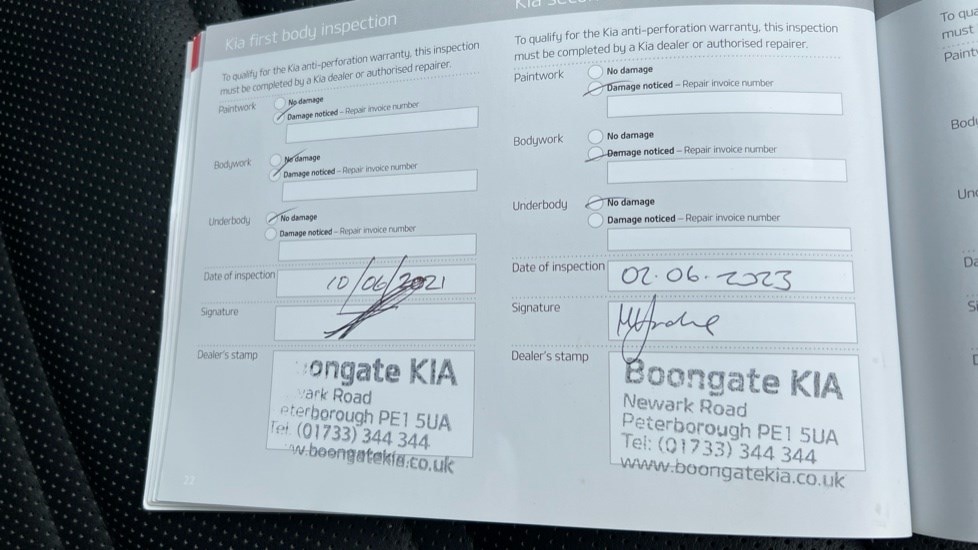 Kia first body inspection
To qualify for the Kia anti-perforation warranty, this inspection
must be completed by a Kia dealer or authorised repairer.
Paintwork
No damage
Damage noticed – Repair invoice number
Bodywork
No damage
Damage noticed – Repair invoice number
Underbody
No damage
Damage noticed – Repair invoice number
Date of inspection
10/06/2021
Signature
Dealer's stamp
ongate KIA
ark Road
eterborough PE1 5UA
Tel: (01733) 344 344
w.boongatekia.co.uk
22
Kia
To qualify for the Kia anti-perforation warranty, this inspection
must be completed by a Kia dealer or authorised repairer.
Paintwork
No damage
Damage noticed – Repair invoice number
Bodywork
No damage
Damage noticed – Repair invoice number
Underbody
No damage
Damage noticed – Repair invoice number
Date of inspection
02.06.2023
Signature
Dealer's stamp
Boongate KIA
Newark Road
Peterborough PE1 5UA
Tel: (01733) 344 344
www.boongatekia.co.uk
To qua
must
Paint
Bod
Un
Da
Si